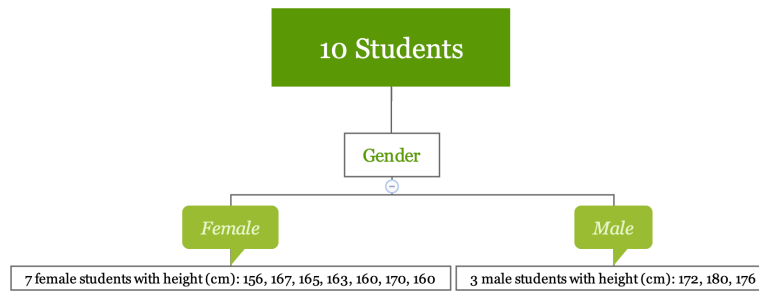 10 Students
Gender
Female
Male
7 female students with height (cm): 156, 167, 165, 163, 160, 170, 160
3 male students with height (cm): 172, 180, 176